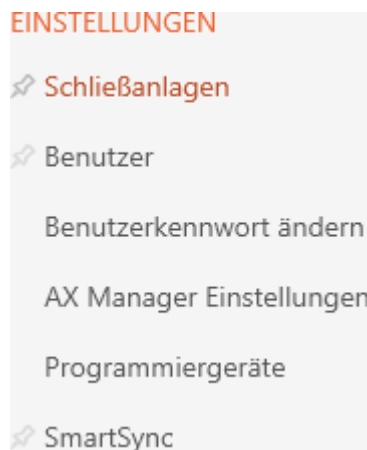 EINSTELLUNGEN
Schließanlagen
Benutzer
Benutzerkennwort ändern
AX Manager Einstellungen
Programmiergeräte
SmartSync